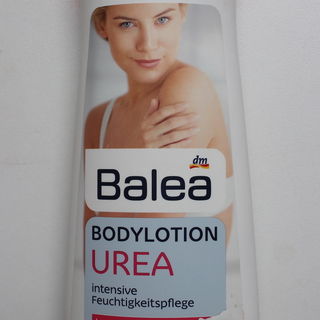 dm
Balea
BODYLOTION
UREA
intensive
Feuchtigkeitspflege